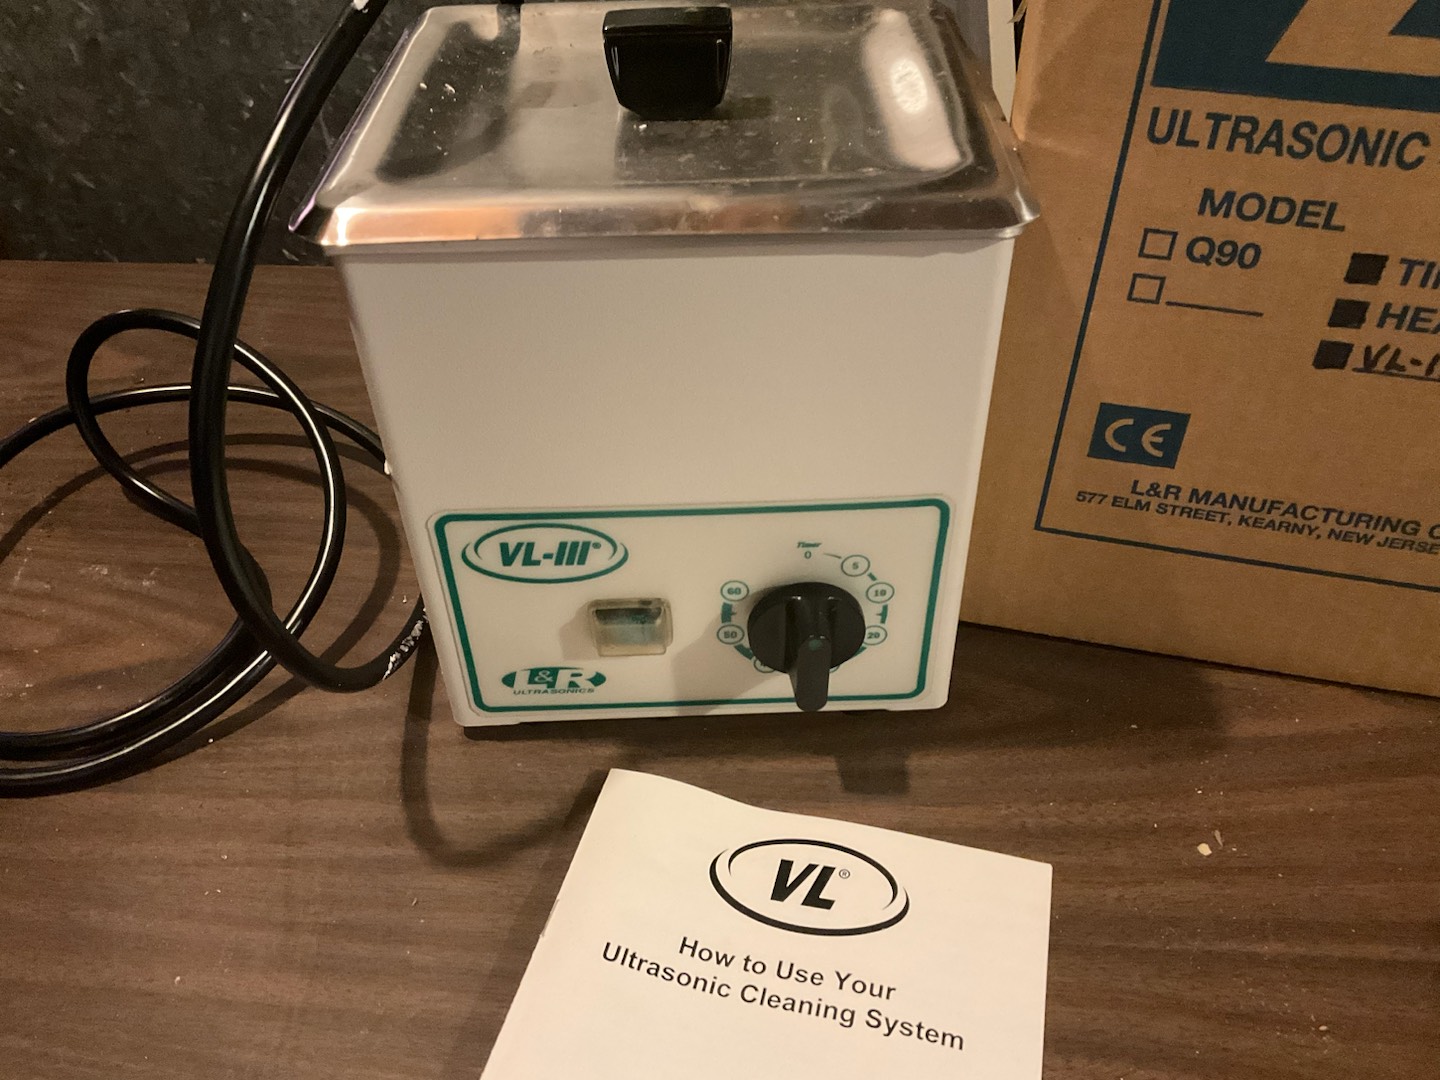 ULTRASONIC
MODEL
Q90
CE
L&R MANUFACTURING
577 ELM STREET, KEARNY, NEW
VL-III®
Timer
0
5
10
20
50
60
L&R
ULTRASONICS
VL®
How to Use Your
Ultrasonic Cleaning System